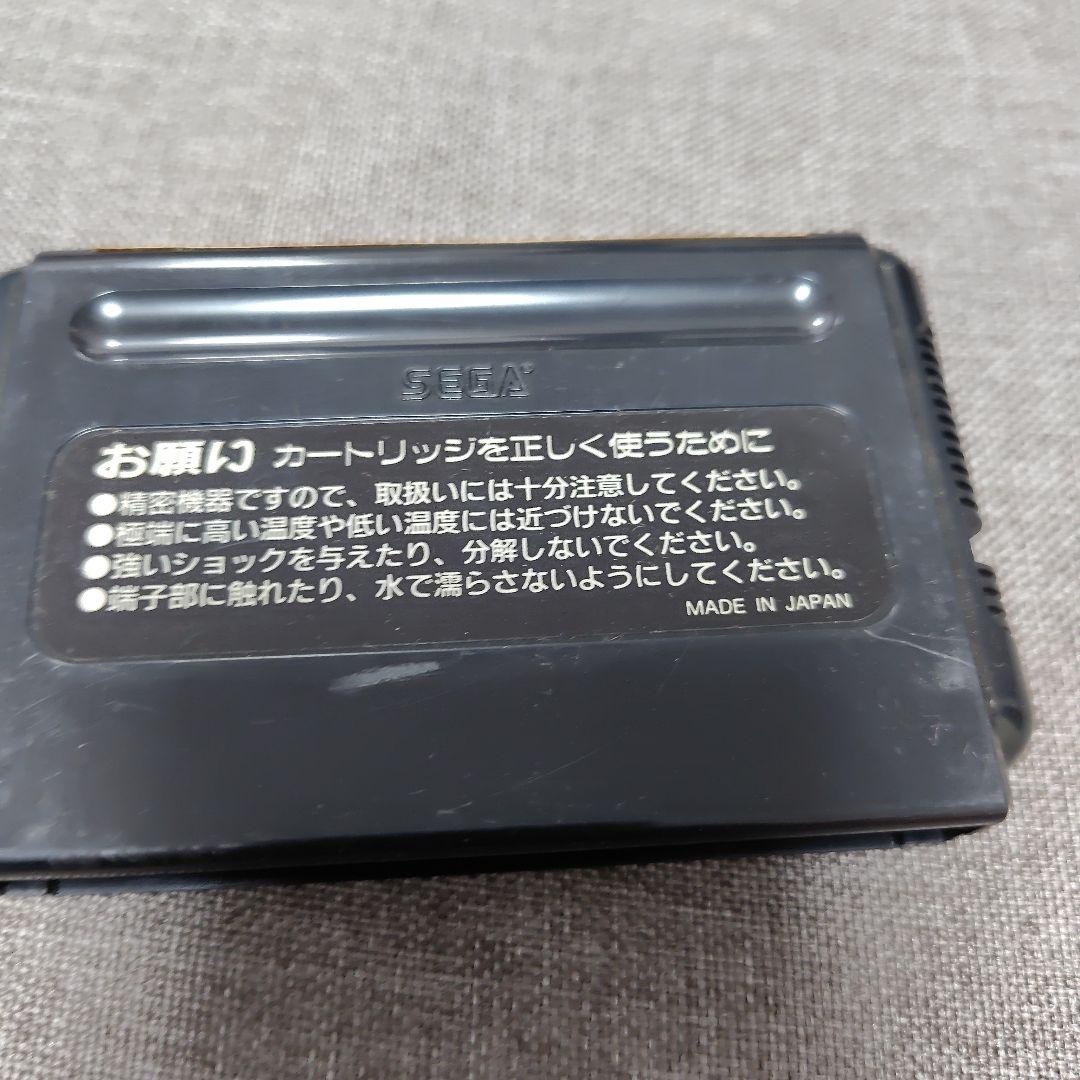 SEGA
お願い カートリッジを正しく使うために
●精密機器ですので、取扱いには十分注意してください。
●極端に高い温度や低い温度には近づけないでください。
●強いショックを与えたり、分解しないでください。
●端子部に触れたり、水で濡らさないようにしてください。
MADE IN JAPAN